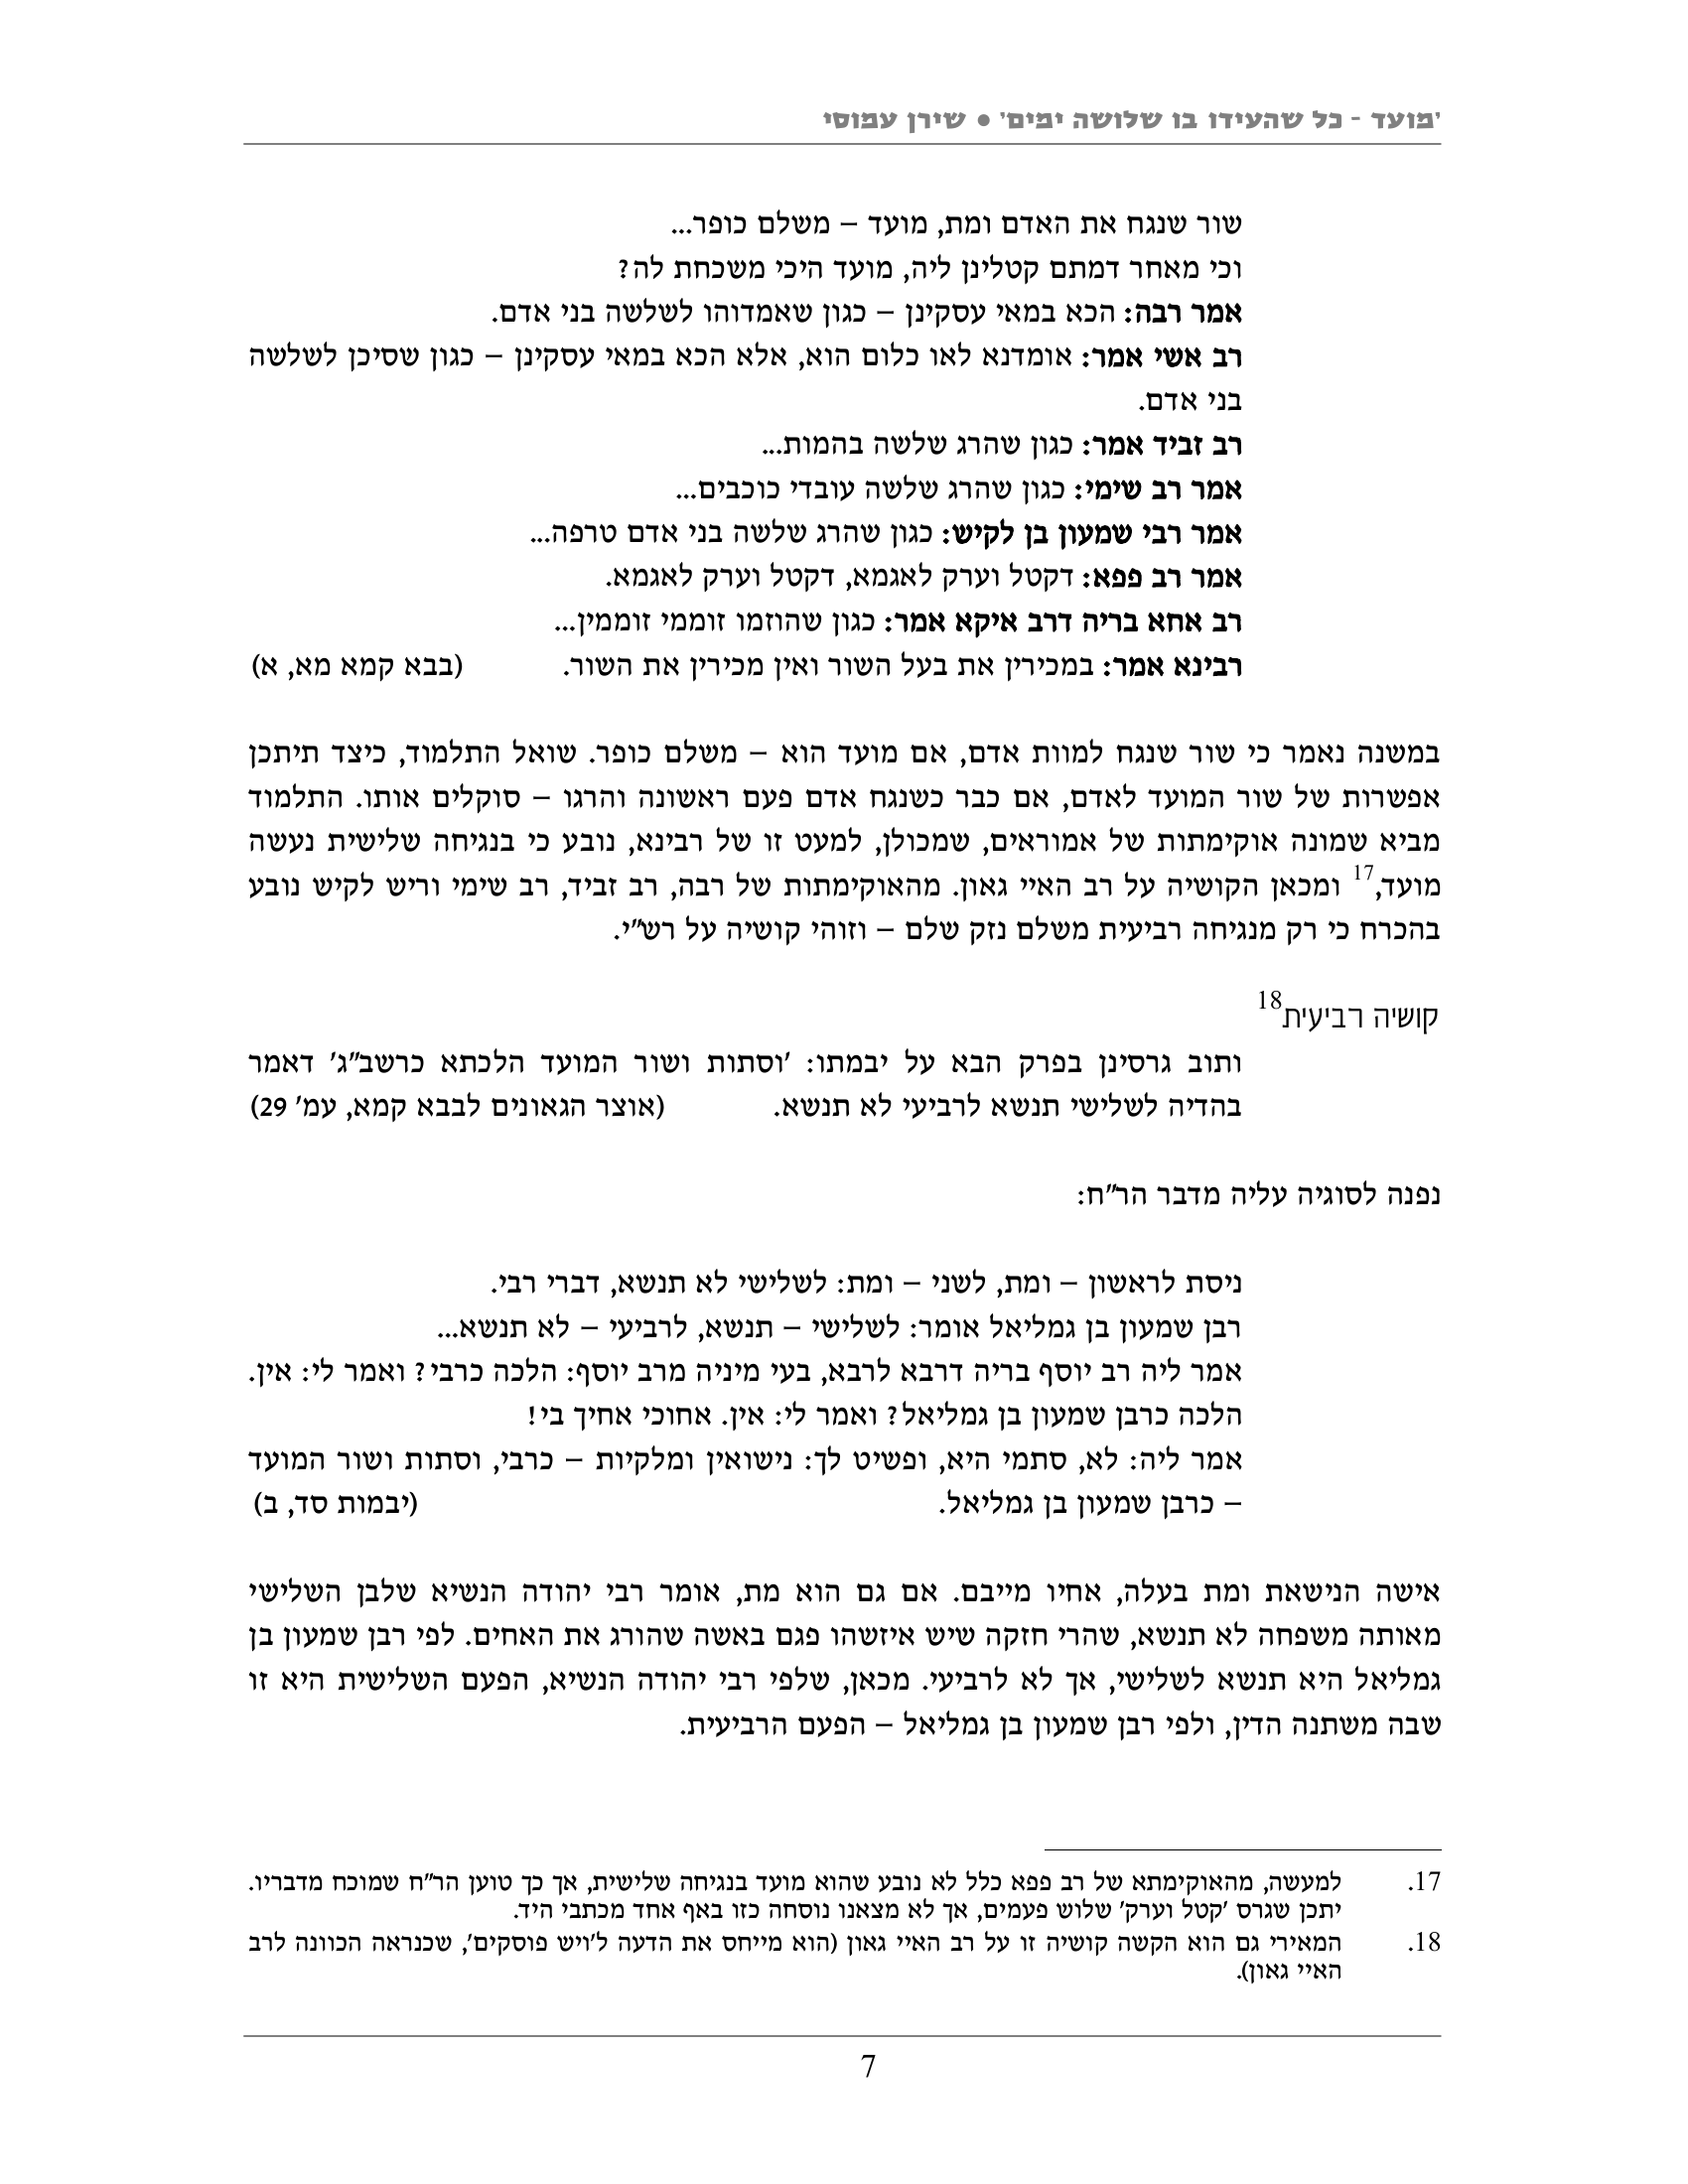 'מועד - כל שהעידו בו שלושה ימים' • שירן עמוסי
שור שנגח את האדם ומת, מועד – משלם כופר...
וכי מאחר דמתם קטלינן ליה, מועד היכי משכחת לה?
אמר רבה: הכא במאי עסקינן – כגון שאמדוהו לשלשה בני אדם.
רב אשי אמר: אומדנא לאו כלום הוא, אלא הכא במאי עסקינן – כגון שסיכן לשלשה
בני אדם.
רב זביד אמר: כגון שהרג שלשה בהמות...
אמר רב שימי: כגון שהרג שלשה עובדי כוכבים...
אמר רבי שמעון בן לקיש: כגון שהרג שלשה בני אדם טרפה...
אמר רב פפא: דקטל וערק לאגמא, דקטל וערק לאגמא.
רב אחא בריה דרב איקא אמר: כגון שהוזמו זוממי זוממין...
רבינא אמר: במכירין את בעל השור ואין מכירין את השור. (בבא קמא מא, א)
במשנה נאמר כי שור שנגח למוות אדם, אם מועד הוא – משלם כופר. שואל התלמוד, כיצד תיתכן
אפשרות של שור המועד לאדם, אם כבר כשנגח אדם פעם ראשונה והרגו – סוקלים אותו. התלמוד
מביא שמונה אוקימתות של אמוראים, שמכולן, למעט זו של רבינא, נובע כי בנגיחה שלישית נעשה
מועד,17 ומכאן הקושיה על רב האיי גאון. מהאוקימתות של רבה, רב זביד, רב שימי וריש לקיש נובע
בהכרח כי רק מנגיחה רביעית משלם נזק שלם – וזוהי קושיה על רש"י.
קושיה רביעית18
ותוב גרסינן בפרק הבא על יבמתו: 'וסתות ושור המועד הלכתא כרשב"ג' דאמר
בהדיה לשלישי תנשא לרביעי לא תנשא. (אוצר הגאונים לבבא קמא, עמ' 29)
נפנה לסוגיה עליה מדבר הר"ח:
ניסת לראשון – ומת, לשני – ומת: לשלישי לא תנשא, דברי רבי.
רבן שמעון בן גמליאל אומר: לשלישי – תנשא, לרביעי – לא תנשא...
אמר ליה רב יוסף בריה דרבא לרבא, בעי מיניה מרב יוסף: הלכה כרבי? ואמר לי: אין.
הלכה כרבן שמעון בן גמליאל? ואמר לי: אין. אחוכי אחיך בי!
אמר ליה: לא, סתמי היא, ופשיט לך: נישואין ומלקיות – כרבי, וסתות ושור המועד
– כרבן שמעון בן גמליאל. (יבמות סד, ב)
אישה הנישאת ומת בעלה, אחיו מייבם. אם גם הוא מת, אומר רבי יהודה הנשיא שלבן השלישי
מאותה משפחה לא תנשא, שהרי חזקה שיש איזשהו פגם באשה שהורג את האחים. לפי רבן שמעון בן
גמליאל היא תנשא לשלישי, אך לא לרביעי. מכאן, שלפי רבי יהודה הנשיא, הפעם השלישית היא זו
שבה משתנה הדין, ולפי רבן שמעון בן גמליאל – הפעם הרביעית.
17. למעשה, מהאוקימתא של רב פפא כלל לא נובע שהוא מועד בנגיחה שלישית, אך כך טוען הר"ח שמוכח מדבריו.
יתכן שגרס 'קטל וערק' שלוש פעמים, אך לא מצאנו נוסחה כזו באף אחד מכתבי היד.
18. המאירי גם הוא הקשה קושיה זו על רב האיי גאון (הוא מייחס את הדעה ל'ויש פוסקים', שכנראה הכוונה לרב
האיי גאון).
7